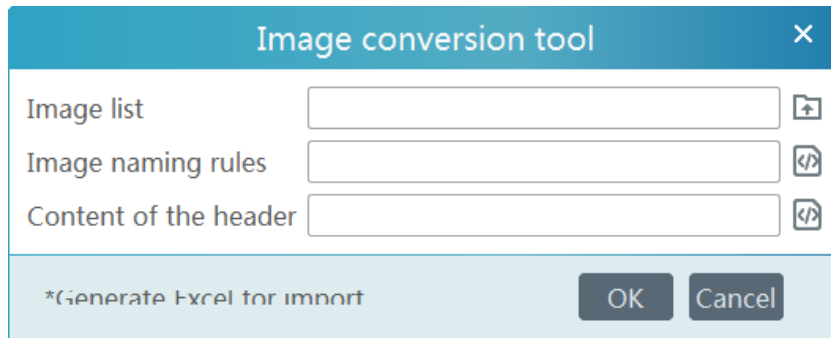 Image conversion tool
Image list
Image naming rules
Content of the header
*Generate Excel for import
OK
Cancel